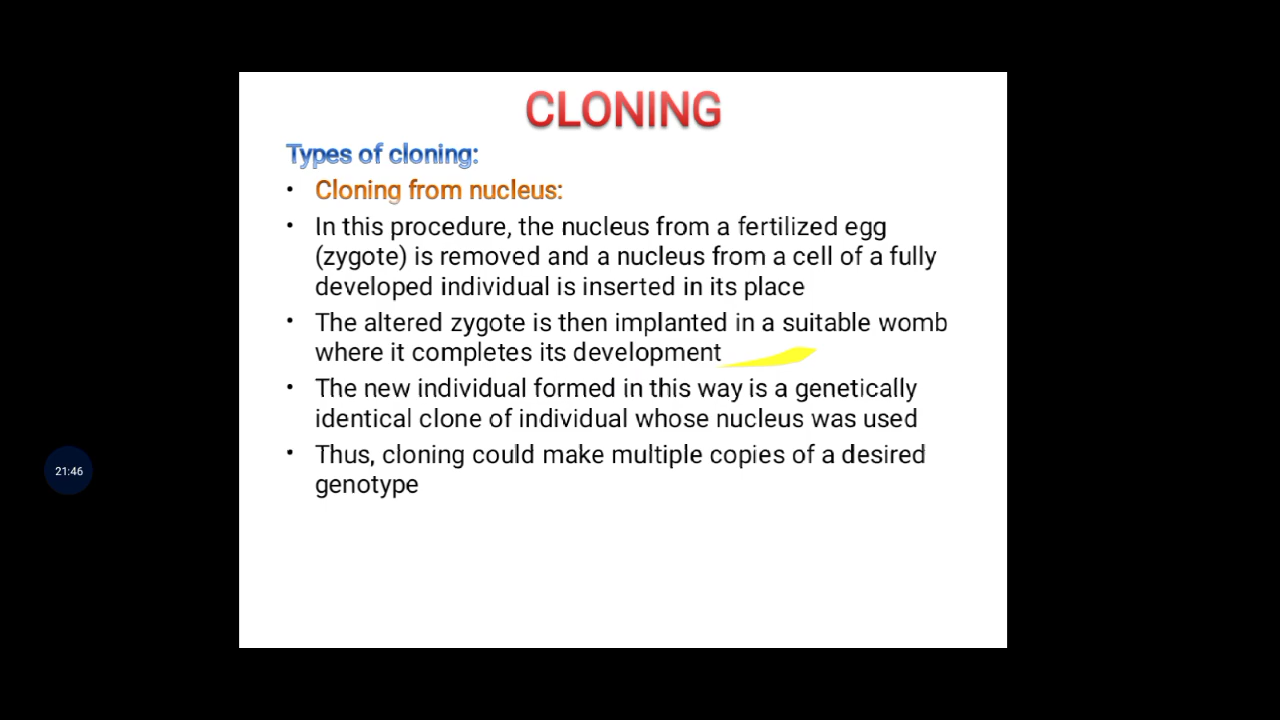 CLONING
Types of cloning:
• Cloning from nucleus:
• In this procedure, the nucleus from a fertilized egg
(zygote) is removed and a nucleus from a cell of a fully
developed individual is inserted in its place
• The altered zygote is then implanted in a suitable womb
where it completes its development
• The new individual formed in this way is a genetically
identical clone of individual whose nucleus was used
• Thus, cloning could make multiple copies of a desired
genotype
21:46